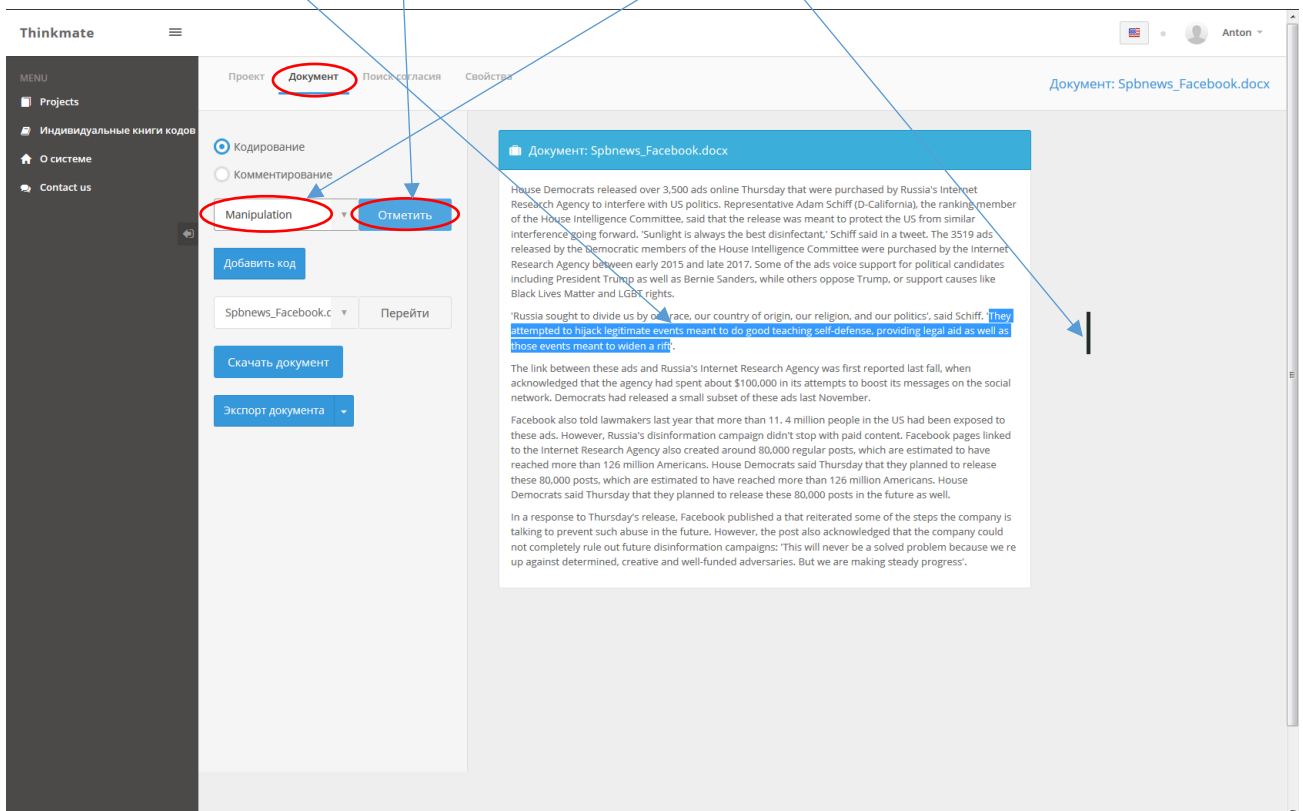 Thinkmate
Anton
MENU
Projects
Индивидуальные книги кодов
О системе
Contact us
Проект Документ Поиск согласия Свойства
Документ: Spbnews_Facebook.docx
Кодирование
Комментирование
Manipulation Отметить
Добавить код
Spbnews_Facebook.c Перейти
Скачать документ
Экспорт документа
Документ: Spbnews_Facebook.docx
House Democrats released over 3,500 ads online Thursday that were purchased by Russia's Internet
Research Agency to interfere with US politics. Representative Adam Schiff (D-California), the ranking member
of the House Intelligence Committee, said that the release was meant to protect the US from similar
interference going forward. 'Sunlight is always the best disinfectant,' Schiff said in a tweet. The 3519 ads
released by the Democratic members of the House Intelligence Committee were purchased by the Internet
Research Agency between early 2015 and late 2017. Some of the ads voice support for political candidates
including President Trump as well as Bernie Sanders, while others oppose Trump, or support causes like
Black Lives Matter and LGBT rights.
'Russia sought to divide us by our race, our country of origin, our religion, and our politics', said Schiff. 'They
attempted to hijack legitimate events meant to do good teaching self-defense, providing legal aid as well as
those events meant to widen a rift'.
The link between these ads and Russia's Internet Research Agency was first reported last fall, when
acknowledged that the agency had spent about $100,000 in its attempts to boost its messages on the social
network. Democrats had released a small subset of these ads last November.
Facebook also told lawmakers last year that more than 11. 4 million people in the US had been exposed to
these ads. However, Russia's disinformation campaign didn't stop with paid content. Facebook pages linked
to the Internet Research Agency also created around 80,000 regular posts, which are estimated to have
reached more than 126 million Americans. House Democrats said Thursday that they planned to release
these 80,000 posts, which are estimated to have reached more than 126 million Americans. House
Democrats said Thursday that they planned to release these 80,000 posts in the future as well.
In a response to Thursday's release, Facebook published a that reiterated some of the steps the company is
talking to prevent such abuse in the future. However, the post also acknowledged that the company could
not completely rule out future disinformation campaigns: 'This will never be a solved problem because we re
up against determined, creative and well-funded adversaries. But we are making steady progress'.